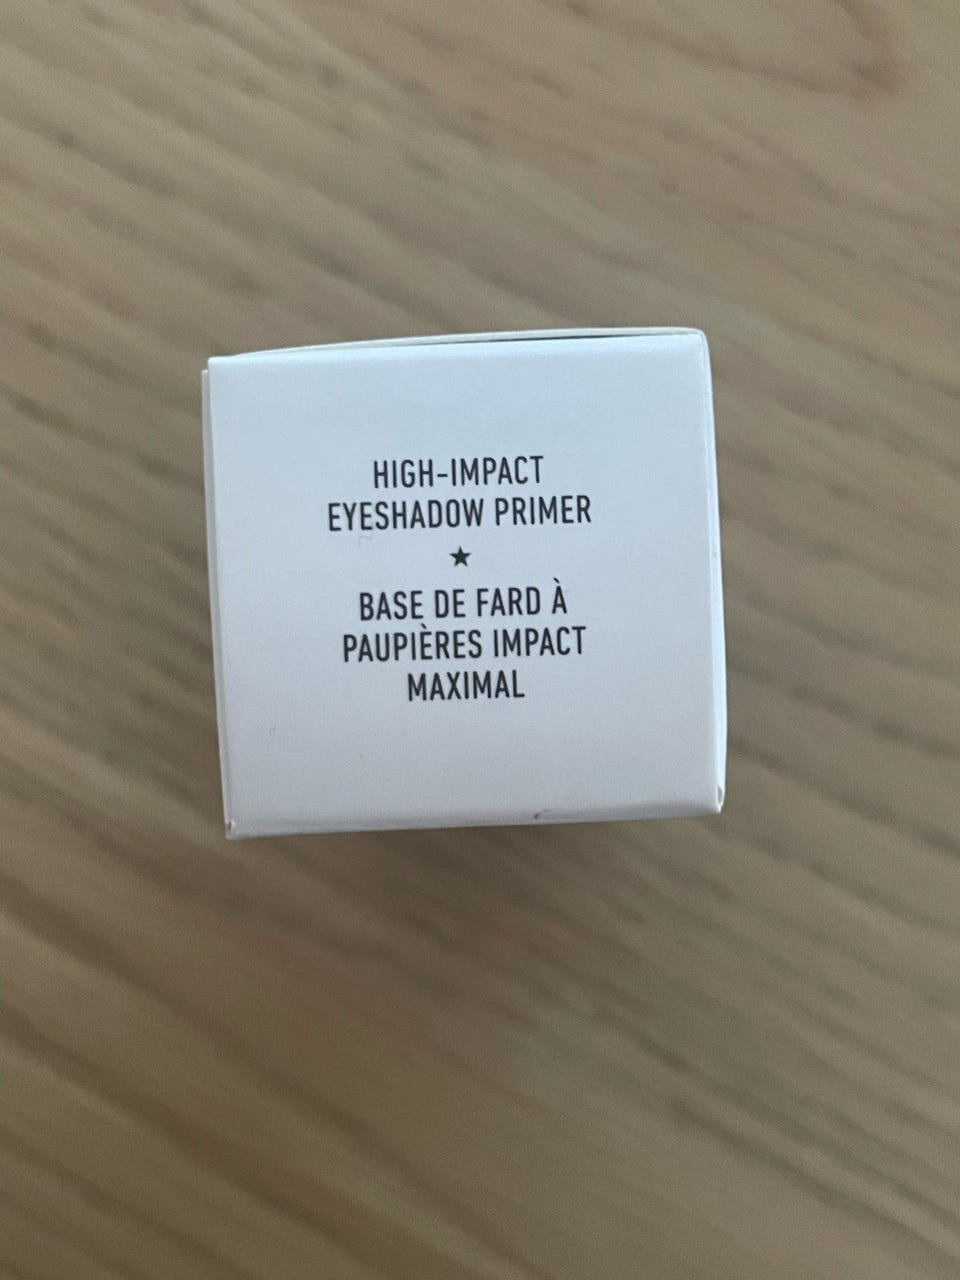 HIGH-IMPACT
EYESHADOW PRIMER
★
BASE DE FARD À
PAUPIÈRES IMPACT
MAXIMAL